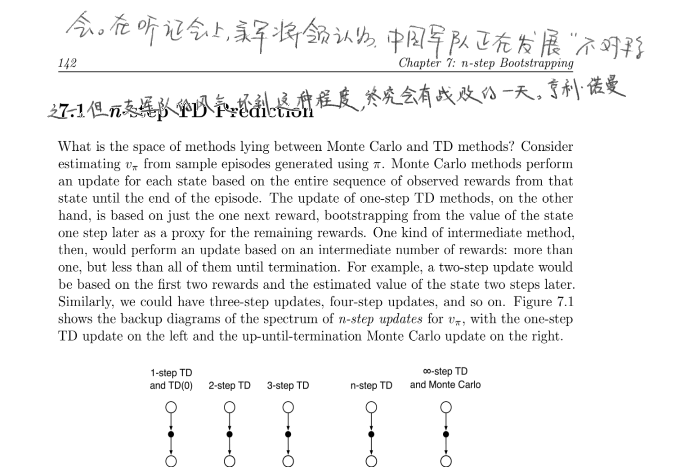 会。在听证会上,美军将领认为,中国军队正在发展“不对称
142 Chapter 7: n-step Bootstrapping
之一,但一支军队的风气坏到这种程度,终究会有战败的一天。亨利·诺曼
7.1 n-step TD Prediction
What is the space of methods lying between Monte Carlo and TD methods? Consider
estimating vπ from sample episodes generated using π. Monte Carlo methods perform
an update for each state based on the entire sequence of observed rewards from that
state until the end of the episode. The update of one-step TD methods, on the other
hand, is based on just the one next reward, bootstrapping from the value of the state
one step later as a proxy for the remaining rewards. One kind of intermediate method,
then, would perform an update based on an intermediate number of rewards: more than
one, but less than all of them until termination. For example, a two-step update would
be based on the first two rewards and the estimated value of the state two steps later.
Similarly, we could have three-step updates, four-step updates, and so on. Figure 7.1
shows the backup diagrams of the spectrum of n-step updates for vπ, with the one-step
TD update on the left and the up-until-termination Monte Carlo update on the right.
1-step TD ∞-step TD
and TD(0) 2-step TD 3-step TD n-step TD and Monte Carlo